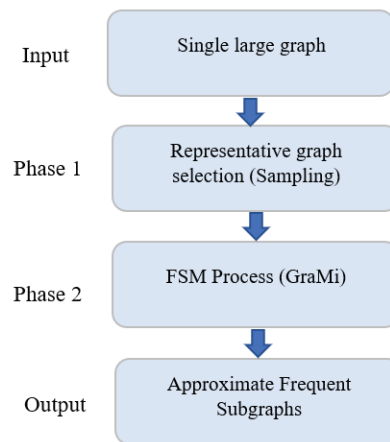 Input
Single large graph
Phase 1
Representative graph
selection (Sampling)
Phase 2
FSM Process (GraMi)
Output
Approximate Frequent
Subgraphs